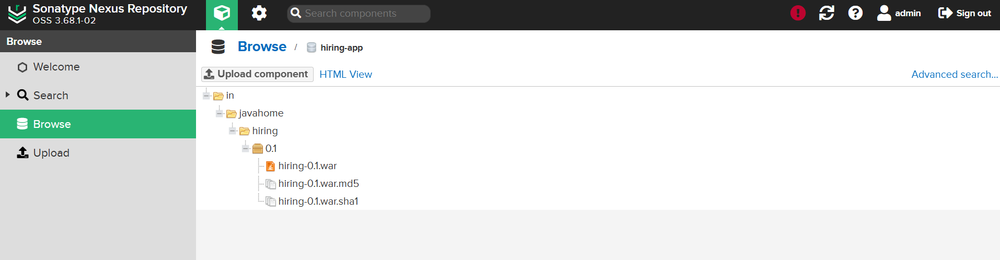 Sonatype Nexus Repository
OSS 3.68.1-02
Search components
admin
Sign out
Browse
Welcome
Search
Browse
Upload
Browse / hiring-app
Upload component HTML View Advanced search...
in
javahome
hiring
0.1
hiring-0.1.war
hiring-0.1.war.md5
hiring-0.1.war.sha1